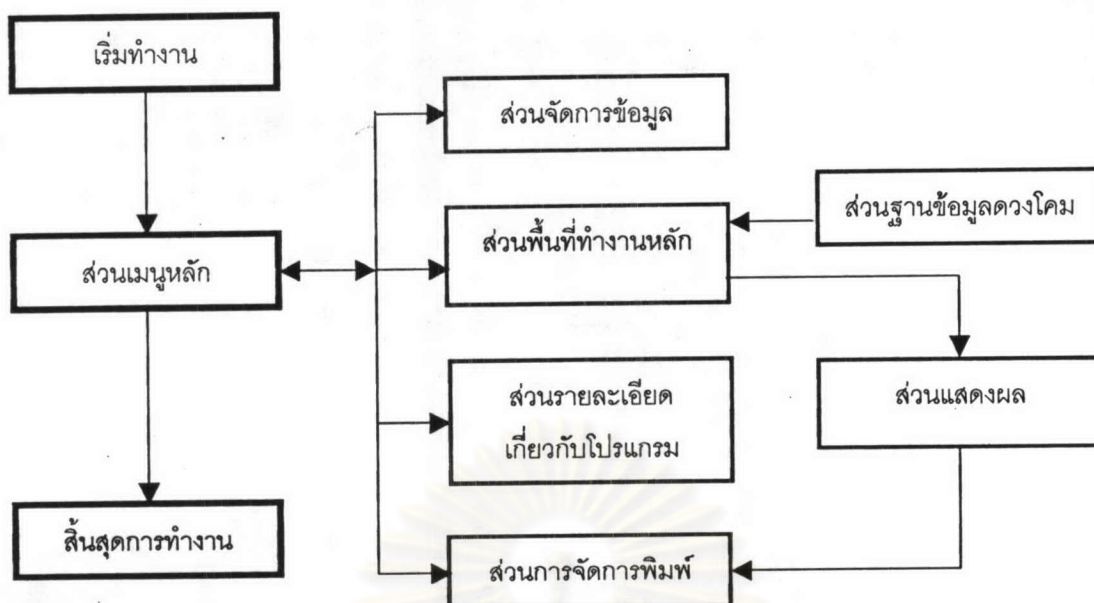 เริ่มทำงาน
ส่วนจัดการข้อมูล
ส่วนฐานข้อมูลดวงโคม
ส่วนพื้นที่ทำงานหลัก
ส่วนเมนูหลัก
ส่วนรายละเอียด
เกี่ยวกับโปรแกรม
ส่วนแสดงผล
สิ้นสุดการทำงาน
ส่วนการจัดการพิมพ์